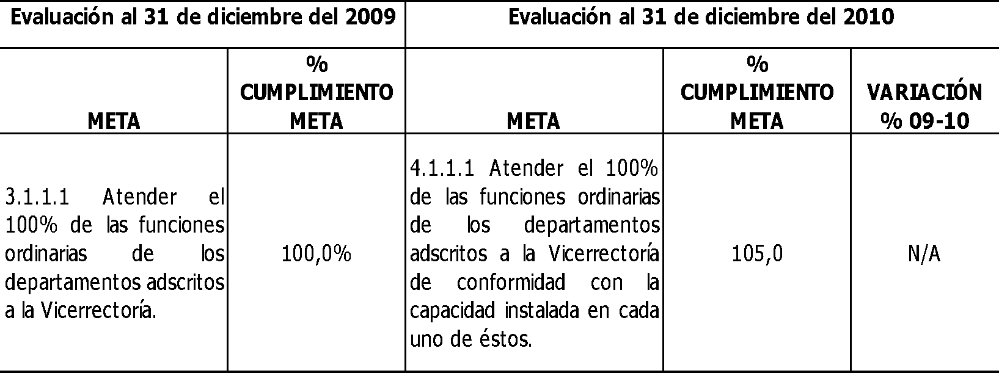 Evaluación al 31 de diciembre del 2009
Evaluación al 31 de diciembre del 2010
META
%
CUMPLIMIENTO
META
META
%
CUMPLIMIENTO
META
VARIACIÓN
% 09-10
3.1.1.1 Atender el
100% de las funciones
ordinarias de los
departamentos adscritos
a la Vicerrectoría.
100,0%
4.1.1.1 Atender el 100%
de las funciones ordinarias
de los departamentos
adscritos a la Vicerrectoría
de conformidad con la
capacidad instalada en cada
uno de éstos.
105,0
N/A